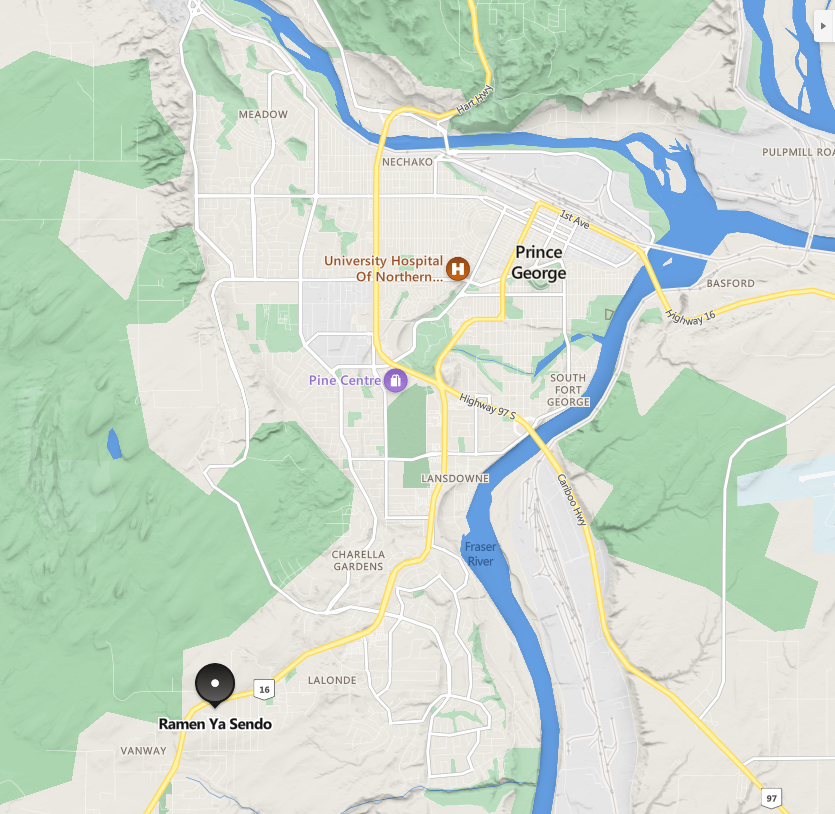 Hart Hwy
MEADOW
PULPMILL ROA
NECHAKO
1st Ave
Prince
George
University Hospital
Of Northern...
H
BASFORD
Highway 16
Pine Centre
SOUTH
FORT
GEORGE
Highway 97 S
LANSDOWNE
Cariboo Hwy
Fraser
River
CHARELLA
GARDENS
LALONDE
16
Ramen Ya Sendo
VANWAY
97